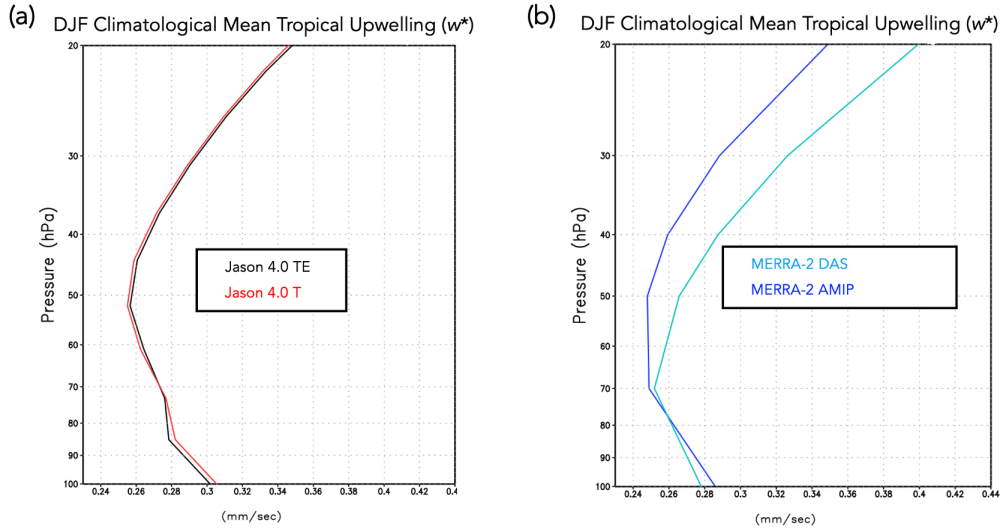 (a)
DJF Climatological Mean Tropical Upwelling (w*)
20
30
40
50
60
70
80
90
100
Pressure (hPa)
Jason 4.0 TE
Jason 4.0 T
0.24 0.26 0.28 0.3 0.32 0.34 0.36 0.38 0.4
(mm/sec)
(b)
DJF Climatological Mean Tropical Upwelling (w*)
20
30
40
50
60
70
80
90
100
Pressure (hPa)
MERRA-2 DAS
MERRA-2 AMIP
0.24 0.26 0.28 0.3 0.32 0.34 0.36 0.38 0.4 0.42 0.44
(mm/sec)